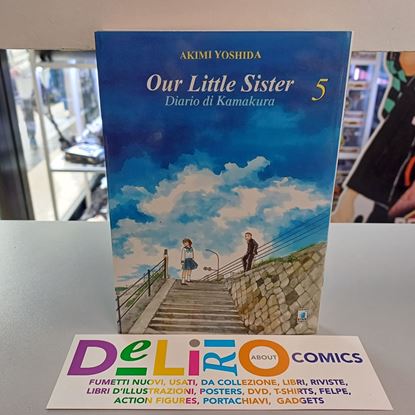 AKIMI YOSHIDA
Our Little Sister
Diario di Kamakura
5
DeLiRiO ABOUT COMICS
FUMETTI NUOVI, USATI, DA COLLEZIONE, LIBRI, RIVISTE,
LIBRI D'ILLUSTRAZIONI, POSTERS, DVD, T-SHIRTS, FELPE,
ACTION FIGURES, PORTACHIAVI, GADGETS